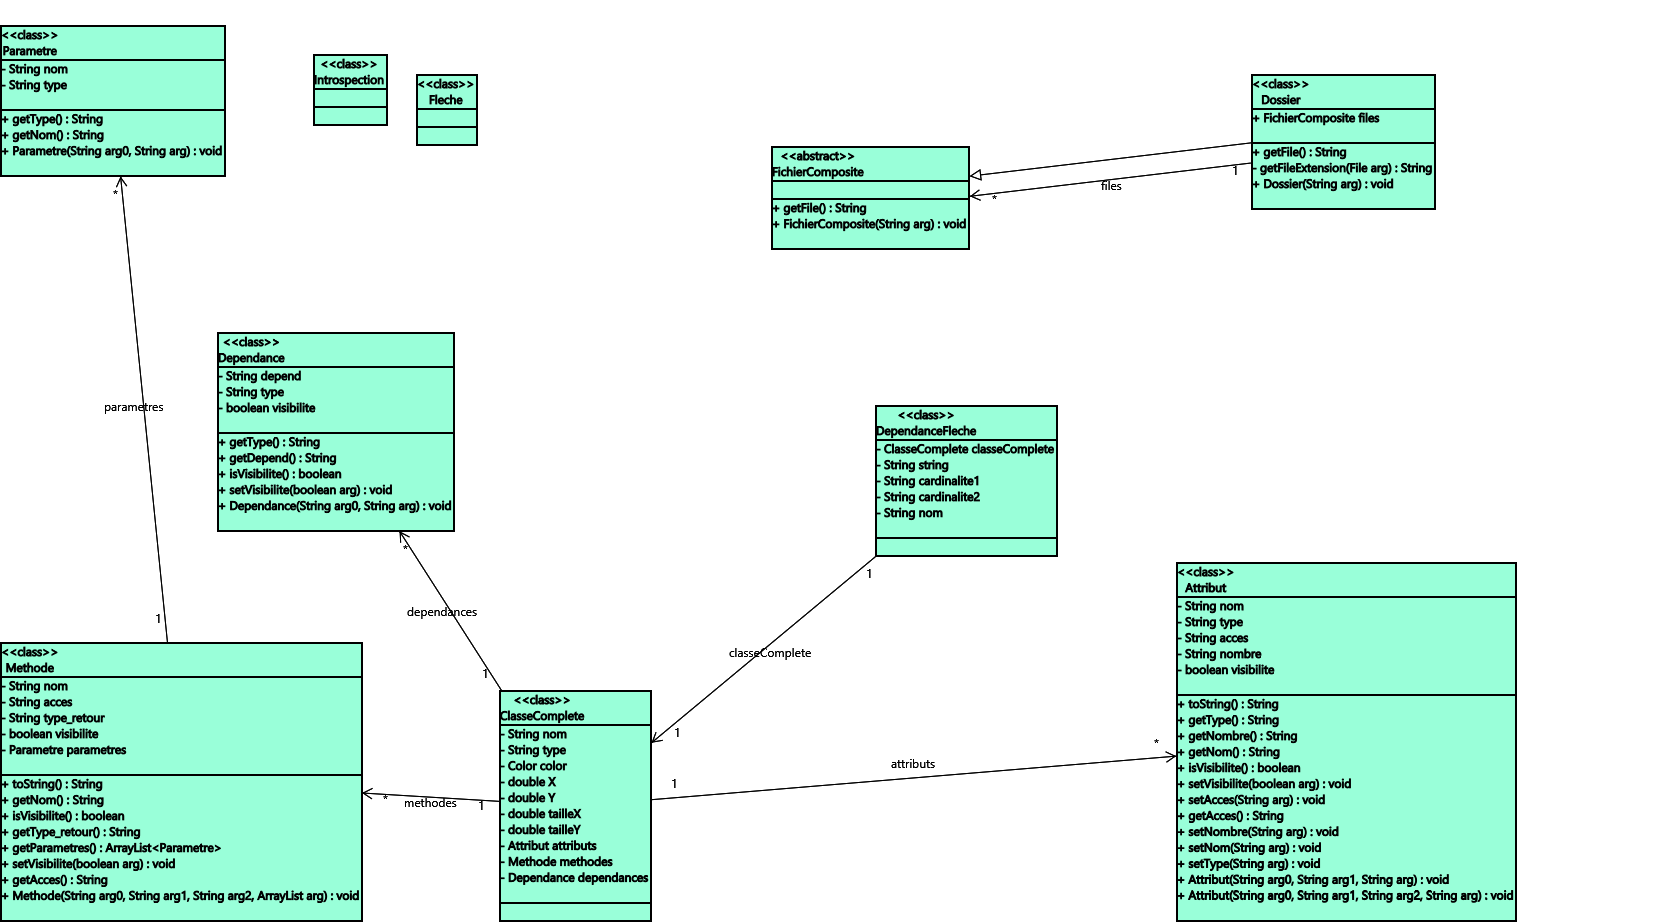 <<class>>
Parametre
- String nom
- String type
+ getType() : String
+ getNom() : String
+ Parametre(String arg0, String arg) : void
<<class>>
Introspection
<<class>>
Fleche
<<abstract>>
FichierComposite
+ getFile() : String
+ FichierComposite(String arg) : void
<<class>>
Dossier
+ FichierComposite files
+ getFile() : String
- getFileExtension(File arg) : String
+ Dossier(String arg) : void
1
files
*
*
parametres
1
<<class>>
Dependance
- String depend
- String type
- boolean visibilite
+ getType() : String
+ getDepend() : String
+ isVisibilite() : boolean
+ setVisibilite(boolean arg) : void
+ Dependance(String arg0, String arg) : void
*
dependances
1
<<class>>
DependanceFleche
- ClasseComplete classeComplete
- String string
- String cardinalite1
- String cardinalite2
- String nom
1
classeComplete
1
<<class>>
Methode
- String nom
- String acces
- String type_retour
- boolean visibilite
- Parametre parametres
+ toString() : String
+ getNom() : String
+ isVisibilite() : boolean
+ getType_retour() : String
+ getParametres() : ArrayList<Parametre>
+ setVisibilite(boolean arg) : void
+ getAcces() : String
+ Methode(String arg0, String arg1, String arg2, ArrayList arg) : void
*
methodes
1
<<class>>
ClasseComplete
- String nom
- String type
- Color color
- double X
- double Y
- double tailleX
- double tailleY
- Attribut attributs
- Methode methodes
- Dependance dependances
1
attributs
*
<<class>>
Attribut
- String nom
- String type
- String acces
- String nombre
- boolean visibilite
+ toString() : String
+ getType() : String
+ getNombre() : String
+ getNom() : String
+ isVisibilite() : boolean
+ setVisibilite(boolean arg) : void
+ setAcces(String arg) : void
+ getAcces() : String
+ setNombre(String arg) : void
+ setNom(String arg) : void
+ setType(String arg) : void
+ Attribut(String arg0, String arg1, String arg) : void
+ Attribut(String arg0, String arg1, String arg2, String arg) : void